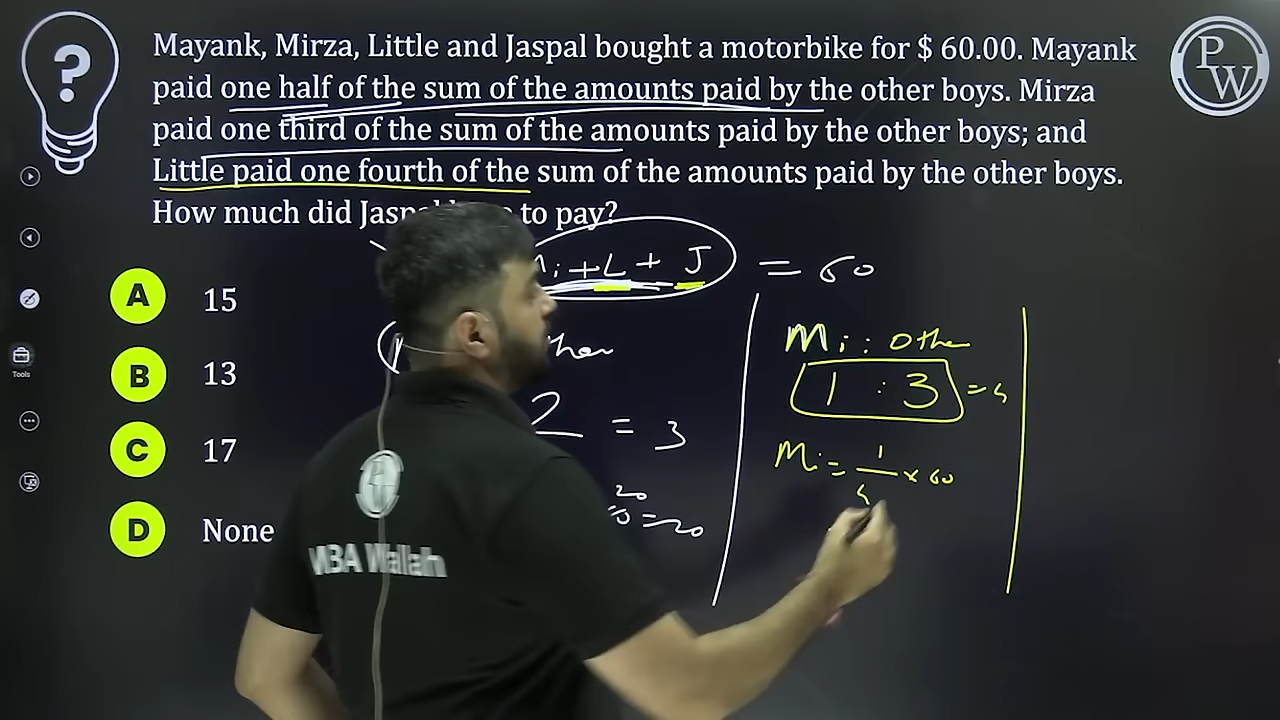 Mayank, Mirza, Little and Jaspal bought a motorbike for $ 60.00. Mayank
paid one half of the sum of the amounts paid by the other boys. Mirza
paid one third of the sum of the amounts paid by the other boys; and
Little paid one fourth of the sum of the amounts paid by the other boys.
How much did to pay?
+ L + J = 60
A 15
B 13
C 17
D None
2 = 3
20
= 20
Mi : Other
1 : 3 = 4
Mi = 1/4 x 60
MBA Wallah
PW
Tools